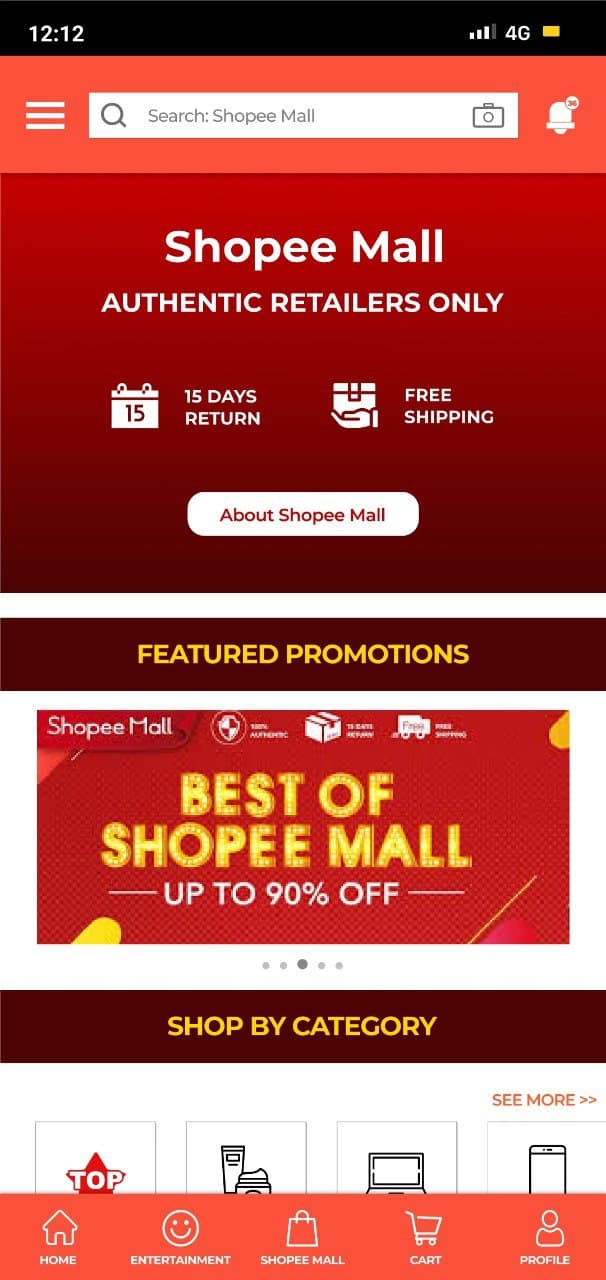 12:12
4G
Search: Shopee Mall
36
Shopee Mall
AUTHENTIC RETAILERS ONLY
15
15 DAYS
RETURN
FREE
SHIPPING
About Shopee Mall
FEATURED PROMOTIONS
Shopee Mall
100%
AUTHENTIC
15 DAYS
RETURN
Free
FREE
SHIPPING
BEST OF
SHOPEE MALL
UP TO 90% OFF
SHOP BY CATEGORY
SEE MORE >>
TOP
HOME
ENTERTAINMENT
SHOPEE MALL
CART
PROFILE